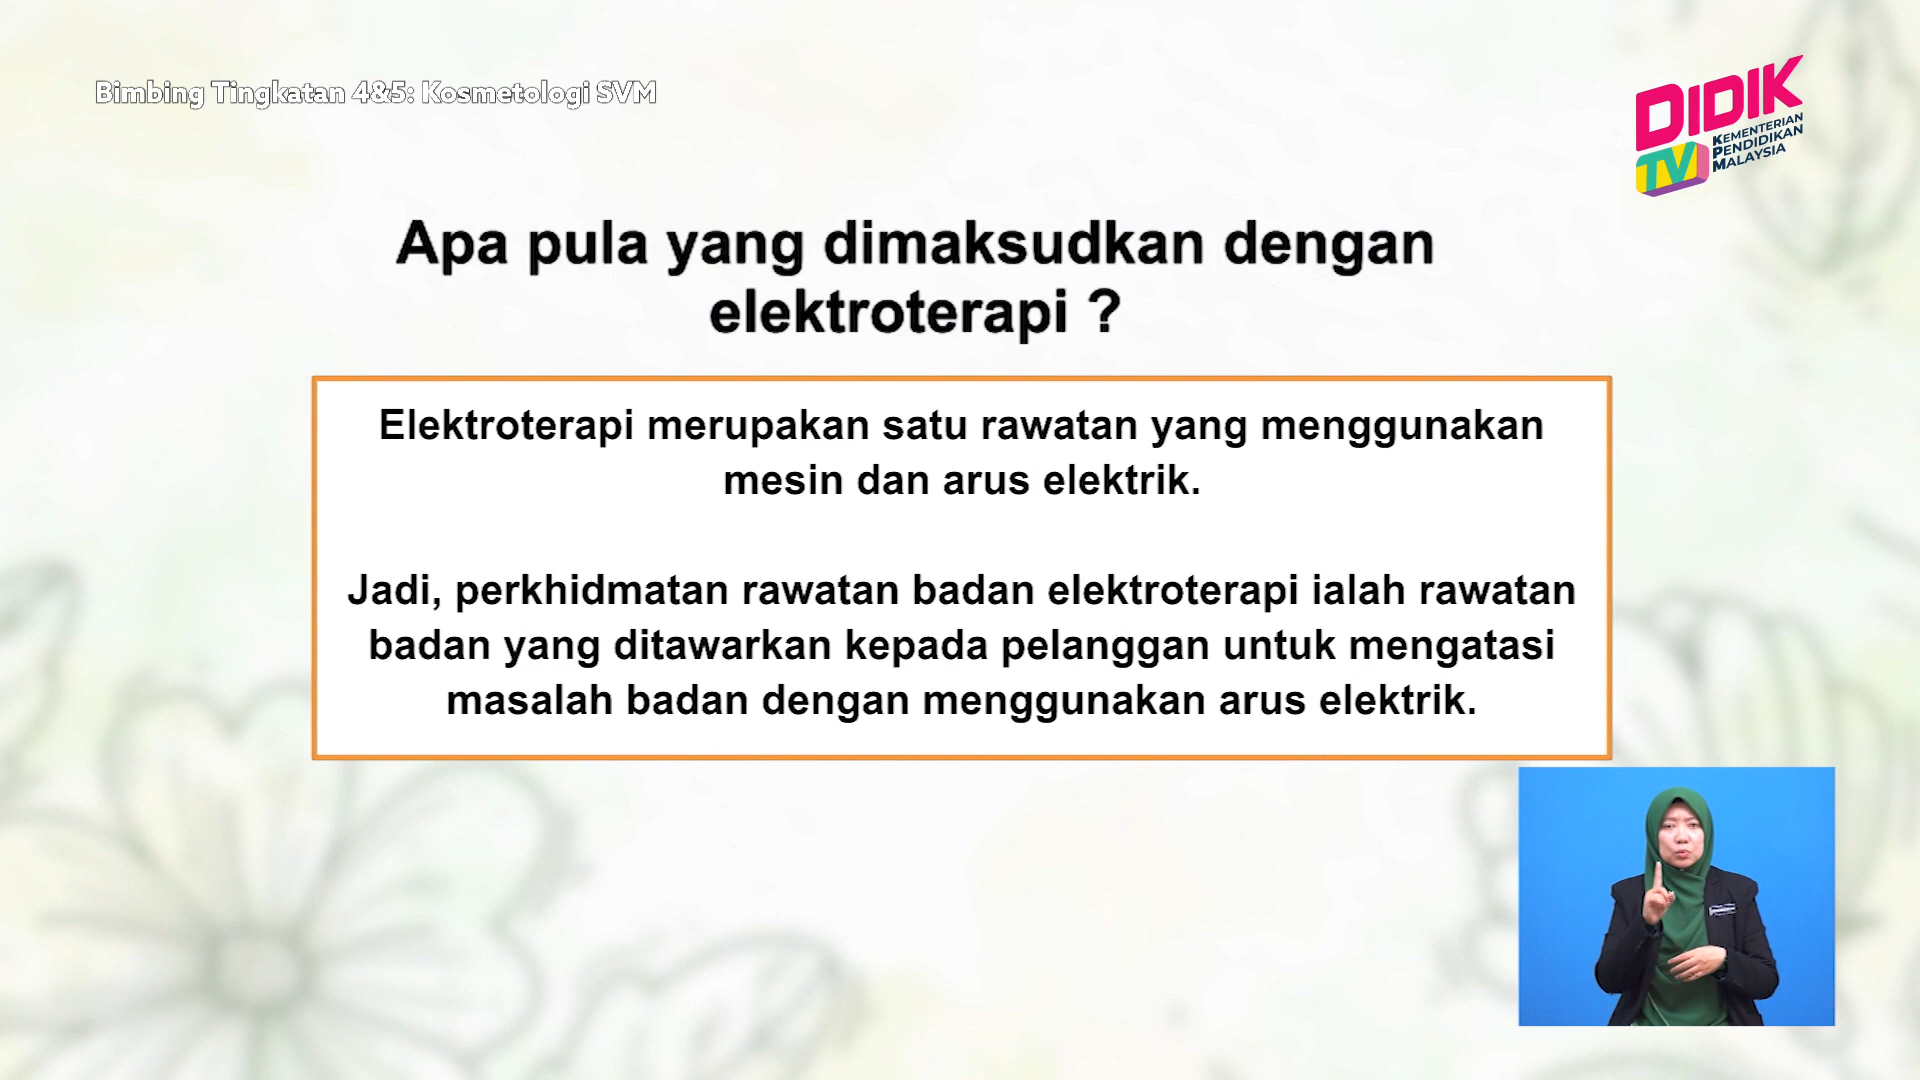 Bimbing Tingkatan 4&5: Kosmetologi SVM
DIDIK
TV
KEMENTERIAN
PENDIDIKAN
MALAYSIA
Apa pula yang dimaksudkan dengan
elektroterapi ?
Elektroterapi merupakan satu rawatan yang menggunakan
mesin dan arus elektrik.
Jadi, perkhidmatan rawatan badan elektroterapi ialah rawatan
badan yang ditawarkan kepada pelanggan untuk mengatasi
masalah badan dengan menggunakan arus elektrik.